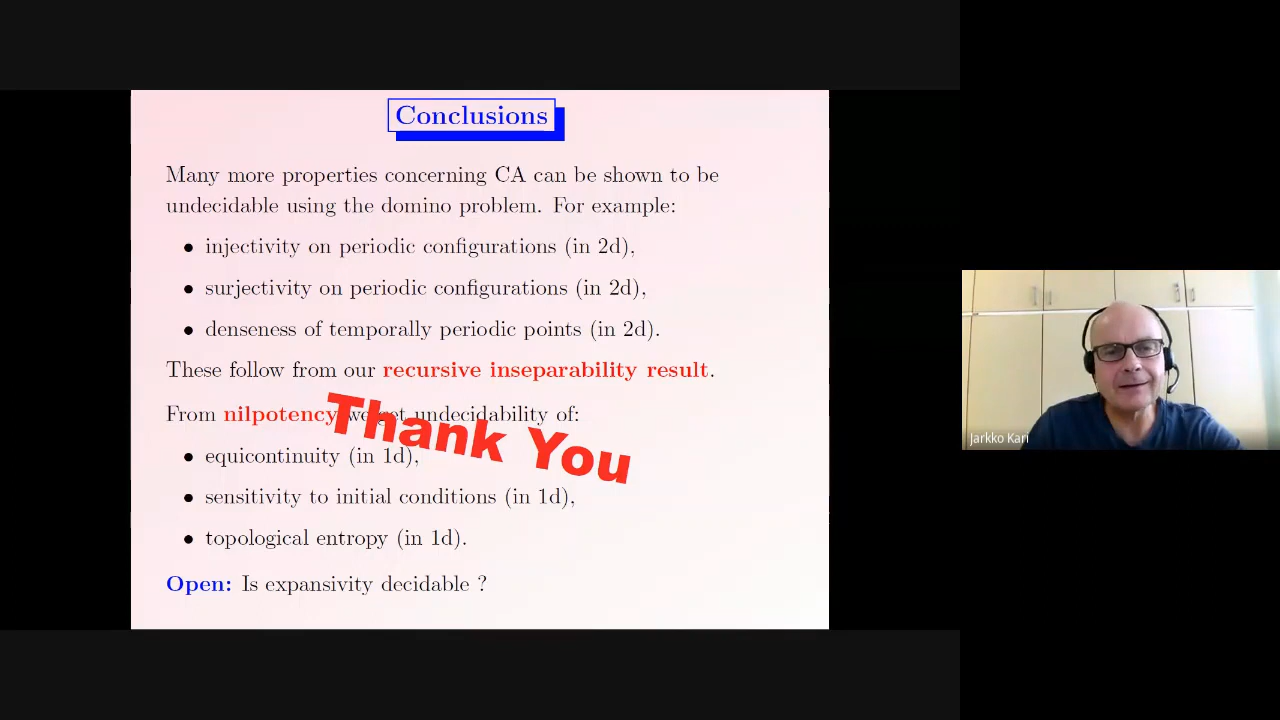 Conclusions
Many more properties concerning CA can be shown to be
undecidable using the domino problem. For example:
• injectivity on periodic configurations (in 2d),
• surjectivity on periodic configurations (in 2d),
• denseness of temporally periodic points (in 2d).
These follow from our recursive inseparability result.
From nilpotency we get undecidability of:
Thank You
• equicontinuity (in 1d),
• sensitivity to initial conditions (in 1d),
• topological entropy (in 1d).
Open: Is expansivity decidable ?
Jarkko Kari